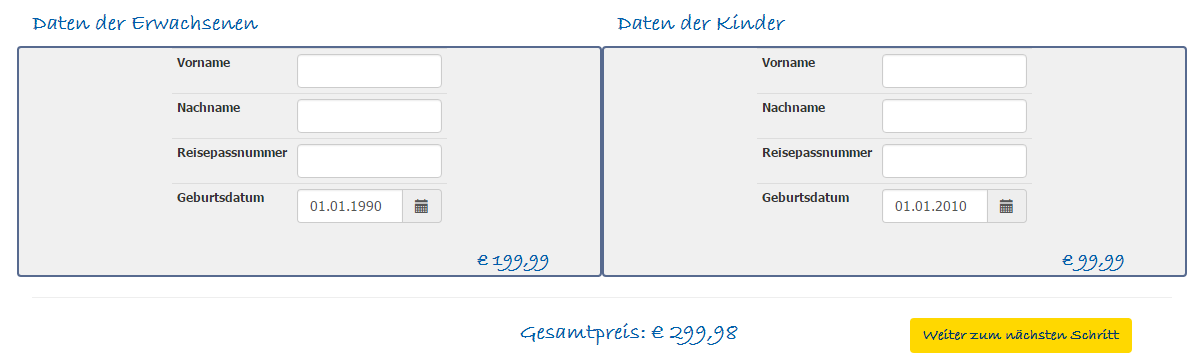 Daten der Erwachsenen
Vorname
Nachname
Reisepassnummer
Geburtsdatum 01.01.1990
€ 199,99
Daten der Kinder
Vorname
Nachname
Reisepassnummer
Geburtsdatum 01.01.2010
€ 99,99
Gesamtpreis: € 299,98
Weiter zum nächsten Schritt